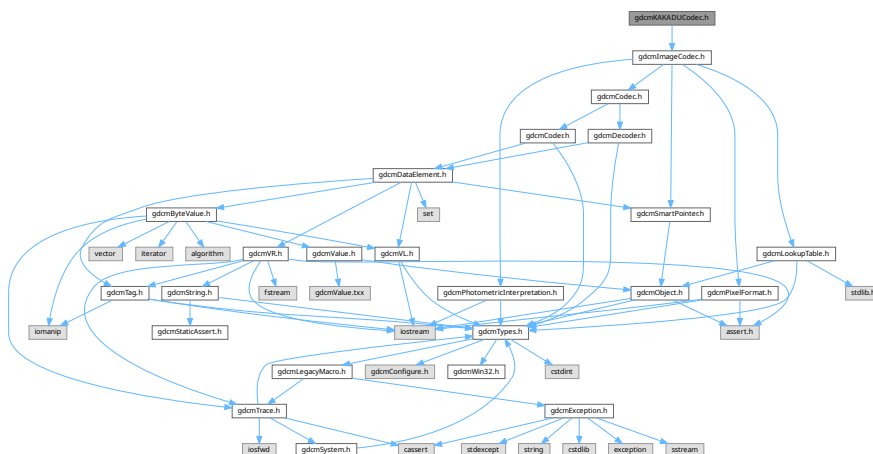 gdcmKAKADUCodec.h
gdcmImageCodec.h
gdcmCodec.h
gdcmCoder.h
gdcmDecoder.h
gdcmDataElement.h
gdcmByteValue.h
set
gdcmSmartPointer.h
vector
iterator
algorithm
gdcmVR.h
gdcmValue.h
gdcmVL.h
gdcmLookupTable.h
gdcmTag.h
gdcmString.h
fstream
gdcmValue.txx
gdcmPhotometricInterpretation.h
gdcmObject.h
gdcmPixelFormat.h
stdlib.h
iomanip
gdcmStaticAssert.h
iostream
gdcmTypes.h
assert.h
gdcmLegacyMacro.h
gdcmConfigure.h
gdcmWin32.h
cstdint
gdcmTrace.h
gdcmException.h
iosfwd
gdcmSystem.h
cassert
stdexcept
string
cstdlib
exception
sstream